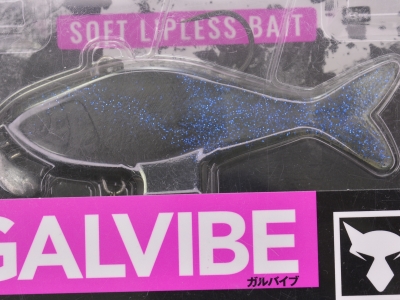 SOFT LIPLESS BAIT
GALVIBE
ガルバイブ